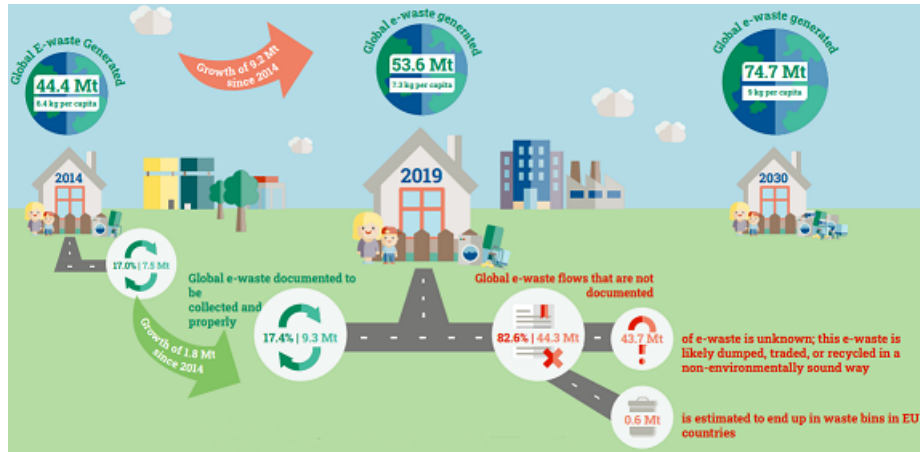 Global E-waste Generated
44.4 Mt
6.4 kg per capita
Growth of 9.2 Mt
since 2014
Global e-waste generated
53.6 Mt
7.3 kg per capita
Global e-waste generated
74.7 Mt
9 kg per capita
2014
2019
2030
17.0% | 7.5 Mt
Growth of 1.8 Mt
since 2014
Global e-waste documented to
be
collected and
properly
17.4% | 9.3 Mt
Global e-waste flows that are not
documented
82.6% | 44.3 Mt
43.7 Mt
of e-waste is unknown; this e-waste is
likely dumped, traded, or recycled in a
non-environmentally sound way
0.6 Mt
is estimated to end up in waste bins in EU
countries